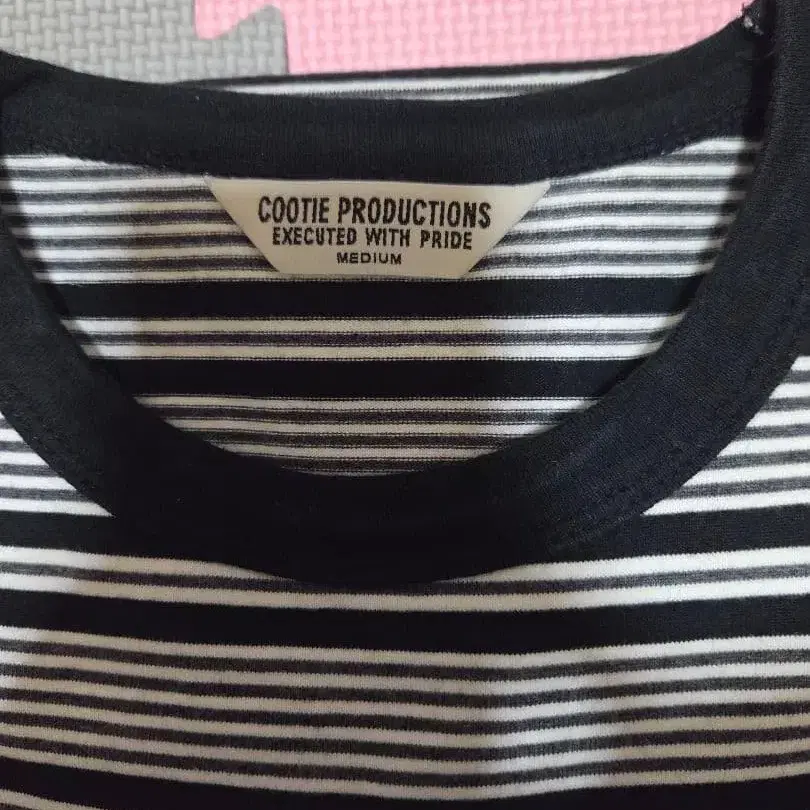 COOTIE PRODUCTIONS
EXECUTED WITH PRIDE
MEDIUM